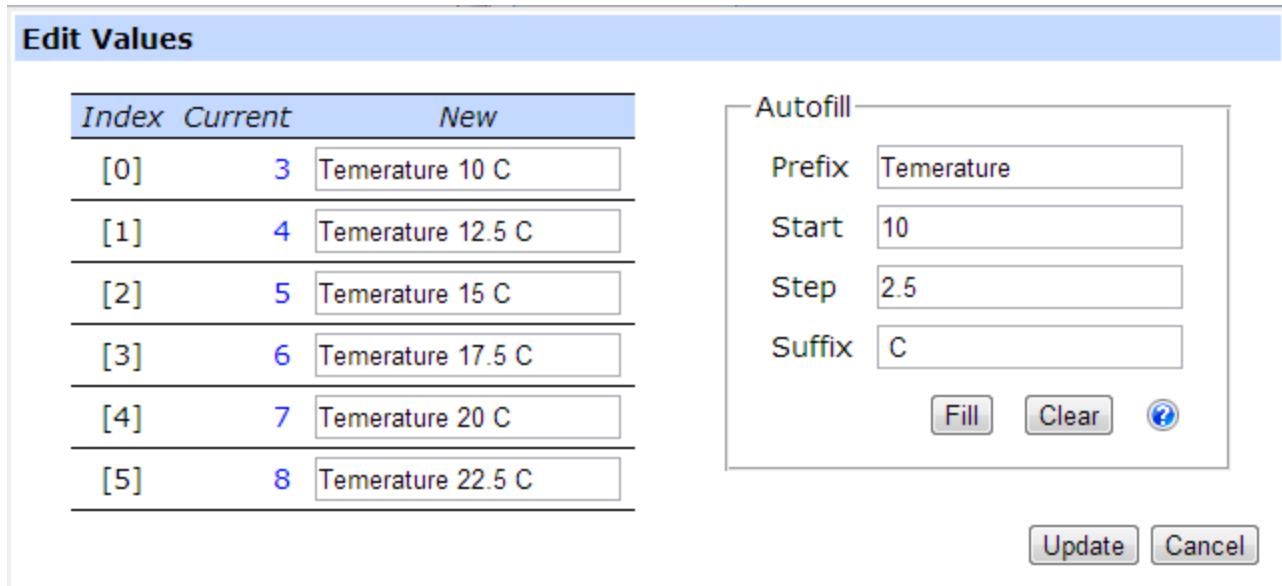 Edit Values
Index Current New
[0] 3 Temerature 10 C
[1] 4 Temerature 12.5 C
[2] 5 Temerature 15 C
[3] 6 Temerature 17.5 C
[4] 7 Temerature 20 C
[5] 8 Temerature 22.5 C
Autofill
Prefix Temerature
Start 10
Step 2.5
Suffix C
Fill Clear ?
Update Cancel